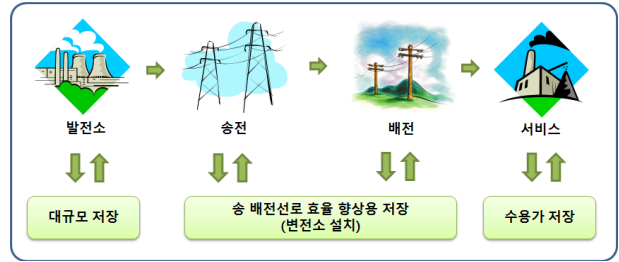 발전소
송전
배전
서비스
대규모 저장
송 배전선로 효율 향상용 저장
(변전소 설치)
수용가 저장